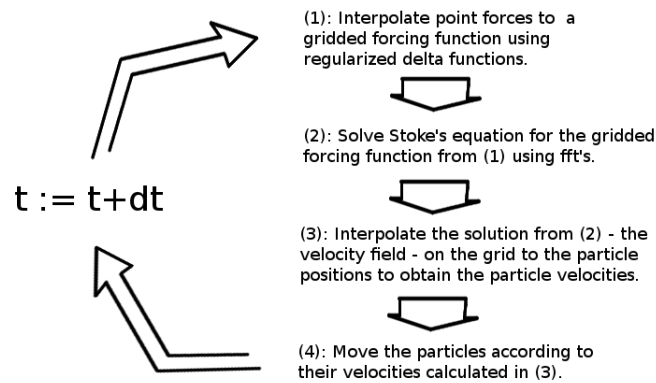 (1): Interpolate point forces to a
gridded forcing function using
regularized delta functions.
(2): Solve Stoke's equation for the gridded
forcing function from (1) using fft's.
t := t+dt
(3): Interpolate the solution from (2) - the
velocity field - on the grid to the particle
positions to obtain the particle velocities.
(4): Move the particles according to
their velocities calculated in (3).